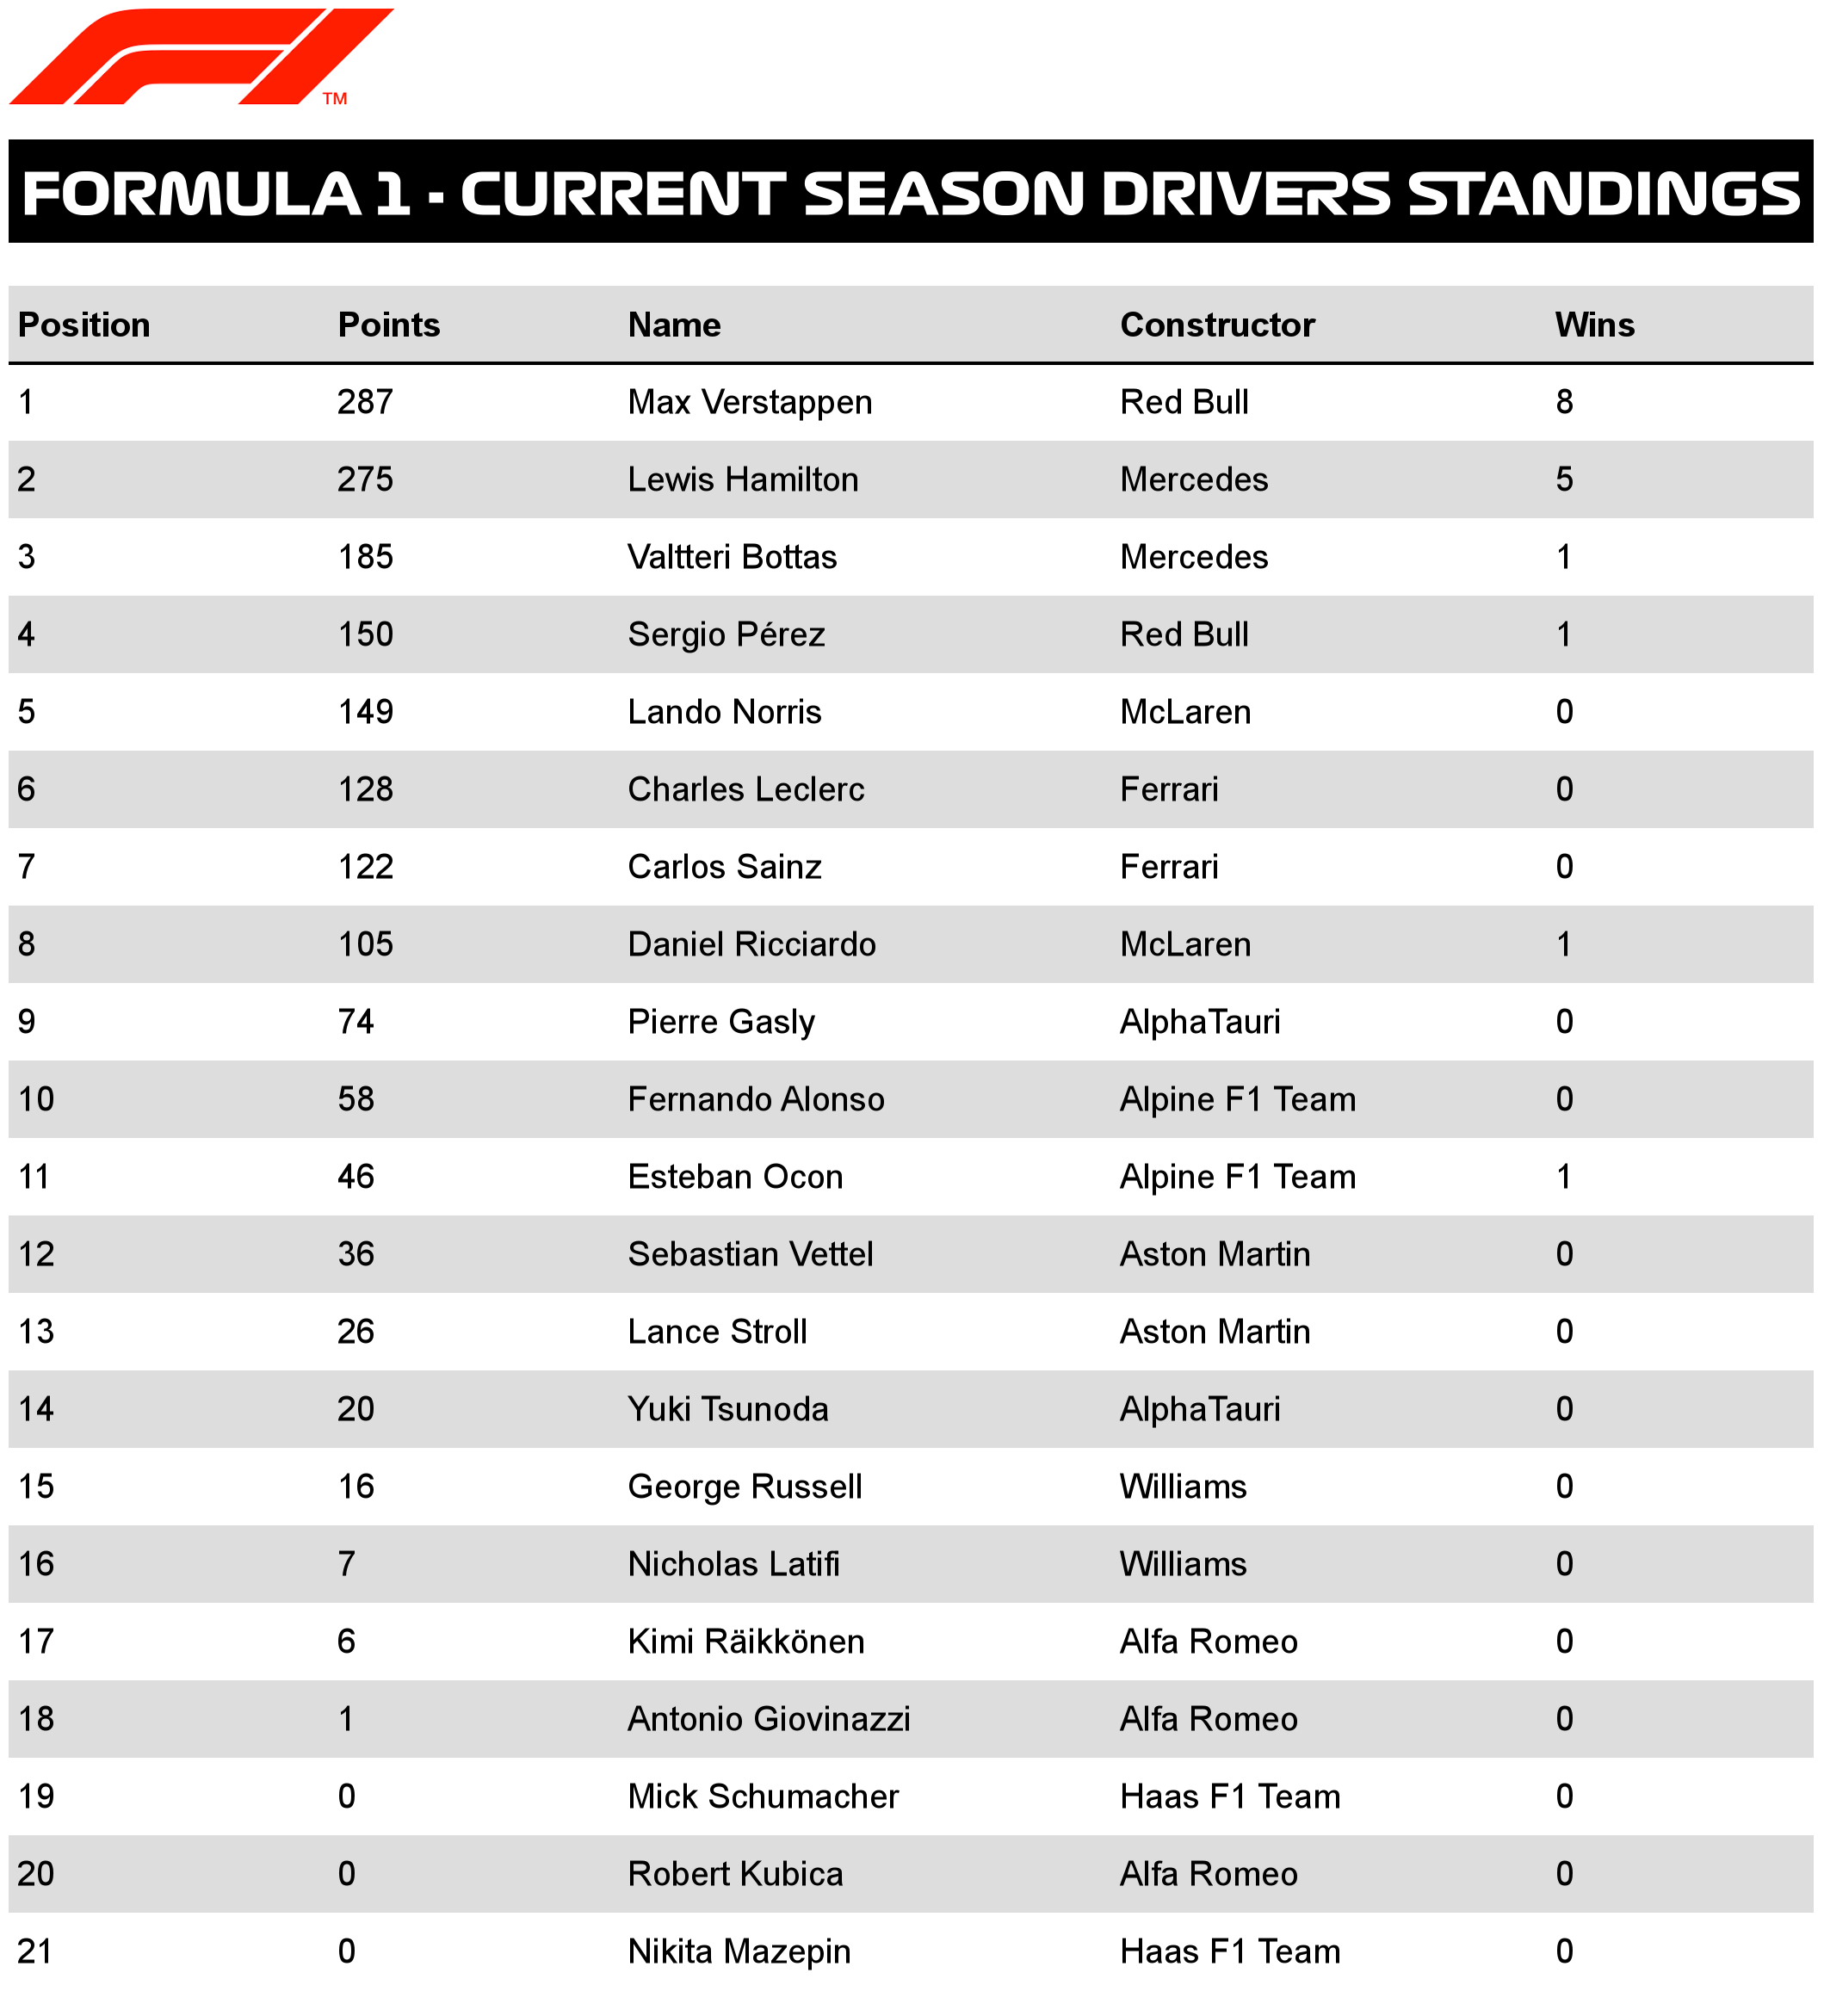 F1
TM
FORMULA 1 - CURRENT SEASON DRIVERS STANDINGS
Position Points Name Constructor Wins
1 287 Max Verstappen Red Bull 8
2 275 Lewis Hamilton Mercedes 5
3 185 Valtteri Bottas Mercedes 1
4 150 Sergio Pérez Red Bull 1
5 149 Lando Norris McLaren 0
6 128 Charles Leclerc Ferrari 0
7 122 Carlos Sainz Ferrari 0
8 105 Daniel Ricciardo McLaren 1
9 74 Pierre Gasly AlphaTauri 0
10 58 Fernando Alonso Alpine F1 Team 0
11 46 Esteban Ocon Alpine F1 Team 1
12 36 Sebastian Vettel Aston Martin 0
13 26 Lance Stroll Aston Martin 0
14 20 Yuki Tsunoda AlphaTauri 0
15 16 George Russell Williams 0
16 7 Nicholas Latifi Williams 0
17 6 Kimi Räikkönen Alfa Romeo 0
18 1 Antonio Giovinazzi Alfa Romeo 0
19 0 Mick Schumacher Haas F1 Team 0
20 0 Robert Kubica Alfa Romeo 0
21 0 Nikita Mazepin Haas F1 Team 0